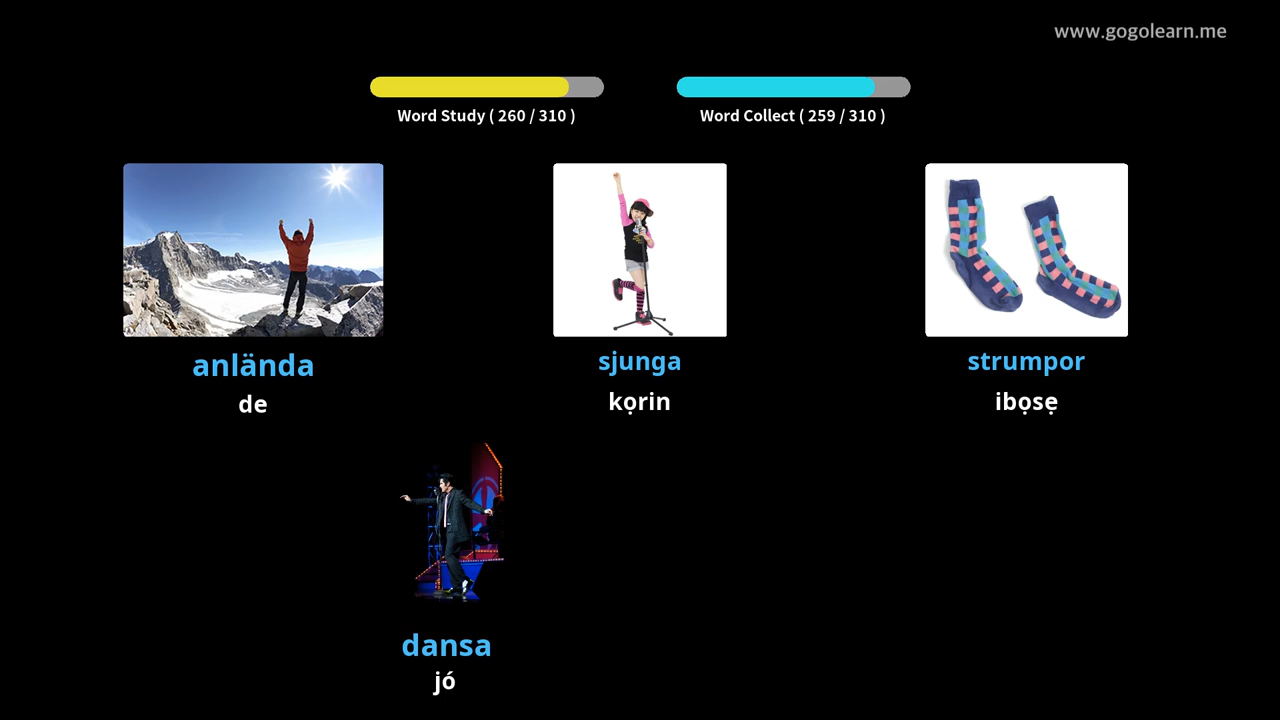 www.gogolearn.me
Word Study ( 260 / 310 )
Word Collect ( 259 / 310 )
anlända
sjunga
strumpor
de
kọrin
ibọsẹ
dansa
jó